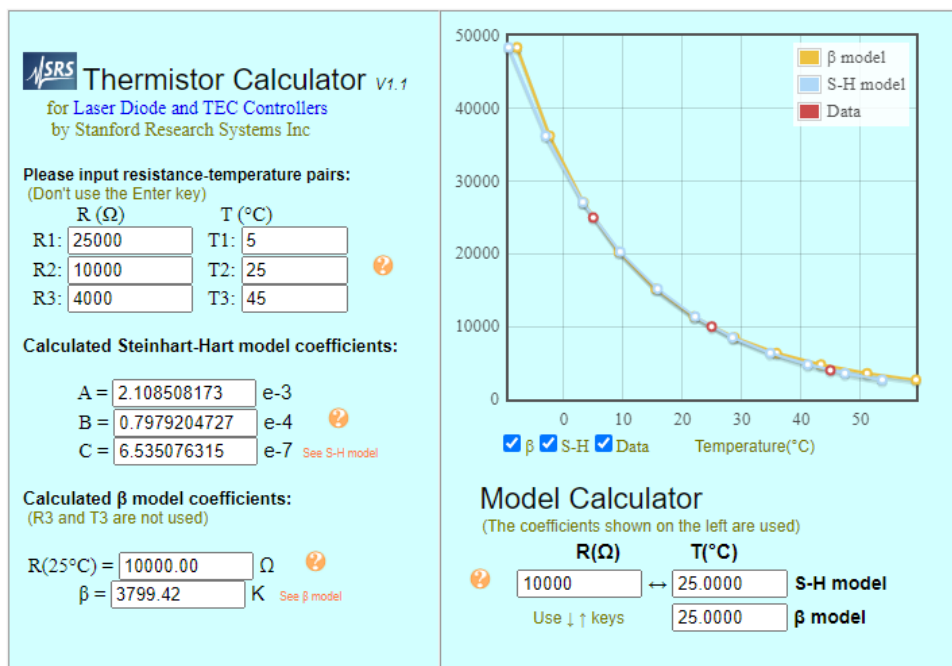 SRS Thermistor Calculator V1.1
for Laser Diode and TEC Controllers
by Stanford Research Systems Inc
Please input resistance-temperature pairs:
(Don't use the Enter key)
R (Ω) T (°C)
R1: 25000 T1: 5
R2: 10000 T2: 25 ?
R3: 4000 T3: 45
Calculated Steinhart-Hart model coefficients:
A = 2.108508173 e-3
B = 0.7979204727 e-4 ?
C = 6.535076315 e-7 See S-H model
Calculated β model coefficients:
(R3 and T3 are not used)
R(25°C) = 10000.00 Ω ?
β = 3799.42 K See β model
50000
40000
30000
20000
10000
0
0 10 20 30 40 50
β model
S-H model
Data
β S-H Data Temperature(°C)
Model Calculator
(The coefficients shown on the left are used)
R(Ω) T(°C)
? 10000 ↔ 25.0000 S-H model
Use ↓ ↑ keys 25.0000 β model